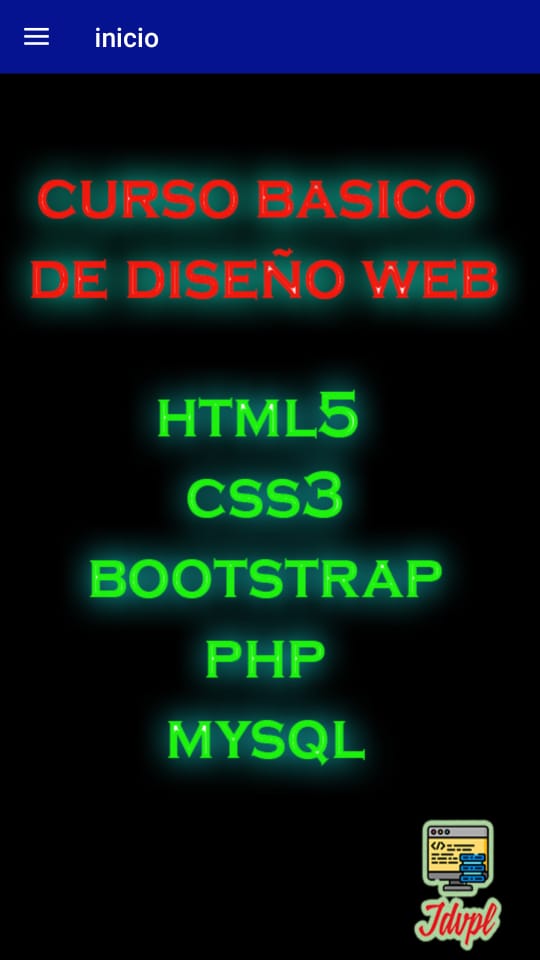 inicio
CURSO BASICO
DE DISEÑO WEB
HTML5
CSS3
BOOTSTRAP
PHP
MYSQL
</>
Jdvpl